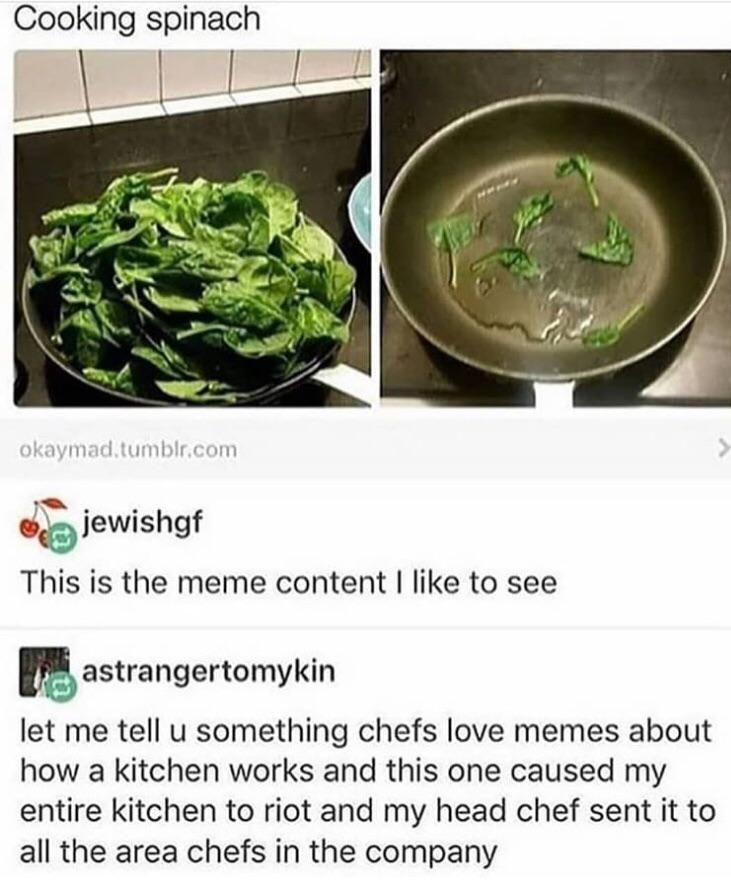 Cooking spinach
okaymad.tumblr.com
jewishgf
This is the meme content I like to see
astrangertomykin
let me tell u something chefs love memes about
how a kitchen works and this one caused my
entire kitchen to riot and my head chef sent it to
all the area chefs in the company